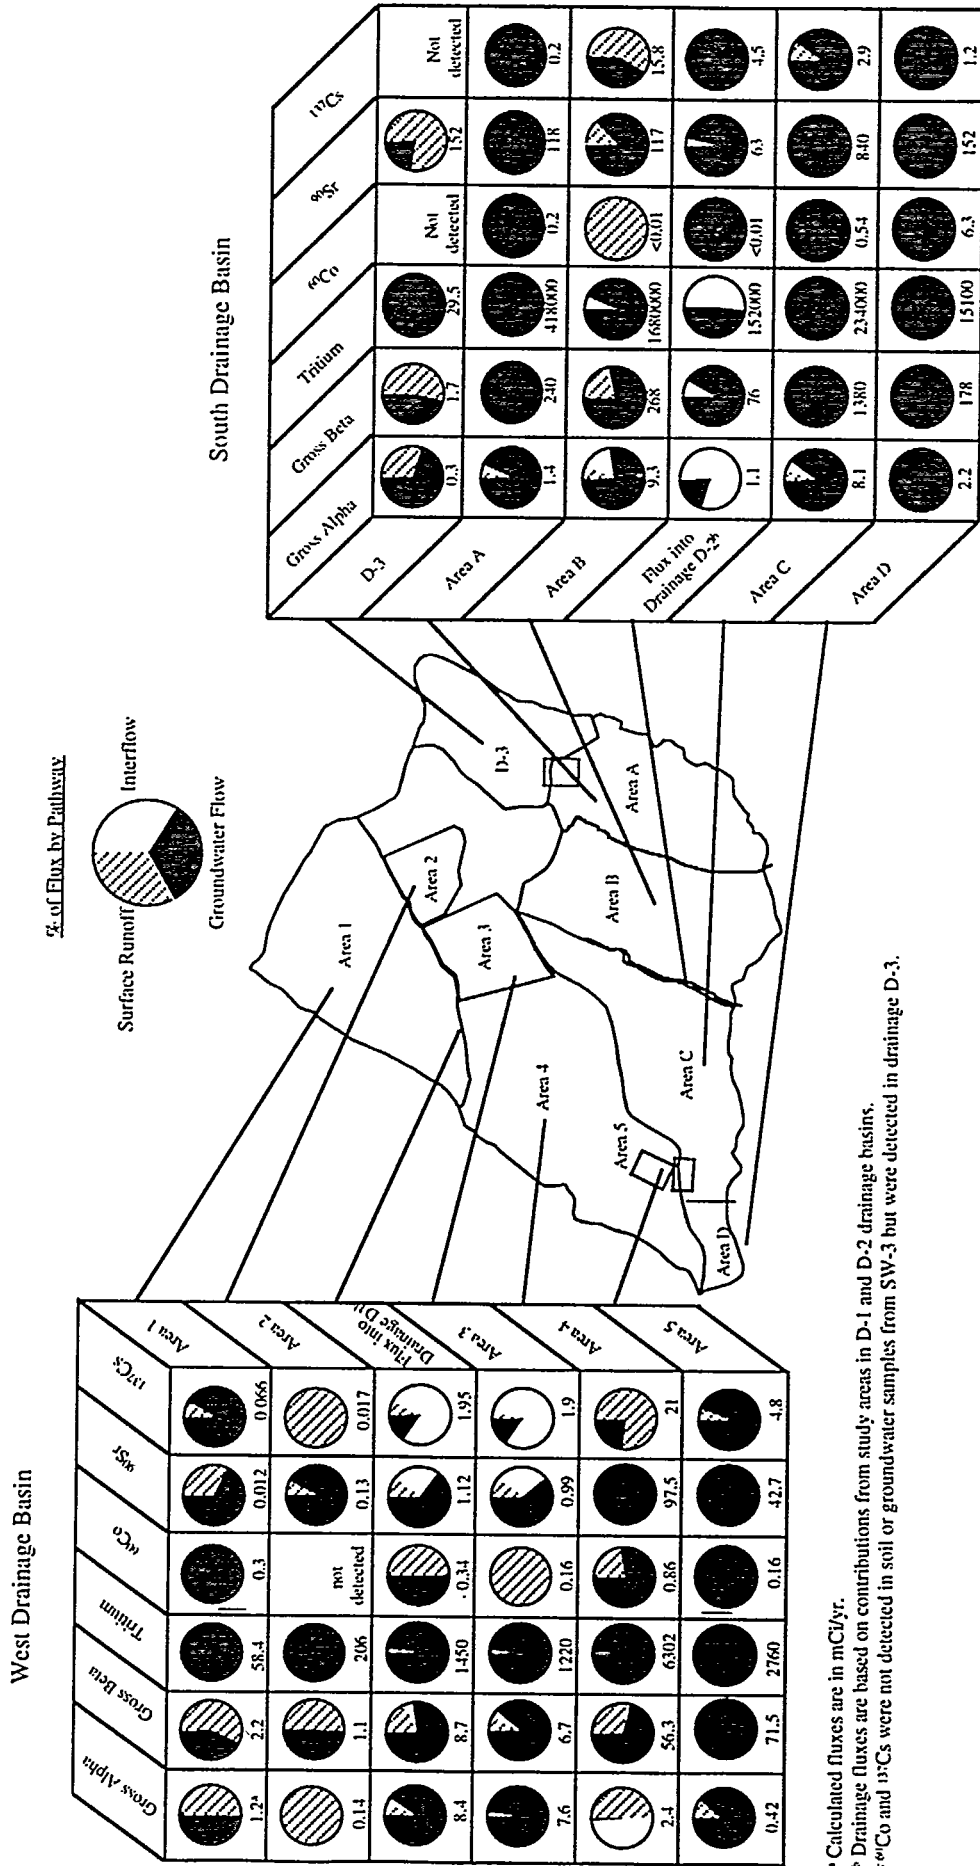 % of Flux by Pathway
Surface Runoff
Interflow
Groundwater Flow
West Drainage Basin
Gross Alpha
Gross Beta
Tritium
⁶⁰Co
⁹⁰Sr
¹³⁷Cs
1.2ᵃ 2.2 58.4 0.3 0.012 0.066 Area 1
0.14 1.1 206 not detected 0.13 0.017 Area 2
8.4 8.7 1450 0.34 1.12 1.95 Flux into Drainage
7.6 6.7 1220 0.16 0.99 1.9 Area 3
2.4 56.3 6302 0.86 97.5 21 Area 4
0.42 71.5 2760 0.16 42.7 4.8 Area 5
Area 1
Area 2
Area 3
Area 4
Area 5
D-3
Area A
Area B
Area C
Area D
South Drainage Basin
Gross Alpha
Gross Beta
Tritium
⁶⁰Co
⁹⁰Sr
¹³⁷Cs
D-3 0.3 1.7 29.5 Not detected 152 Not detected
Area A 1.4 240 418000 0.2 118 0.2
Area B 9.3 268 1680000 <0.01 117 15.8
Flux into Drainage D-2ᵇ 1.1 76 152000 <0.01 63 4.5
Area C 8.1 1380 234000 0.54 840 2.9
Area D 2.2 178 15100 6.3 152 1.2
ᵃ Calculated fluxes are in mCi/yr.
ᵇ Drainage fluxes are based on contributions from study areas in D-1 and D-2 drainage basins.
⁶⁰Co and ¹³⁷Cs were not detected in soil or groundwater samples from SW-3 but were detected in drainage D-3.